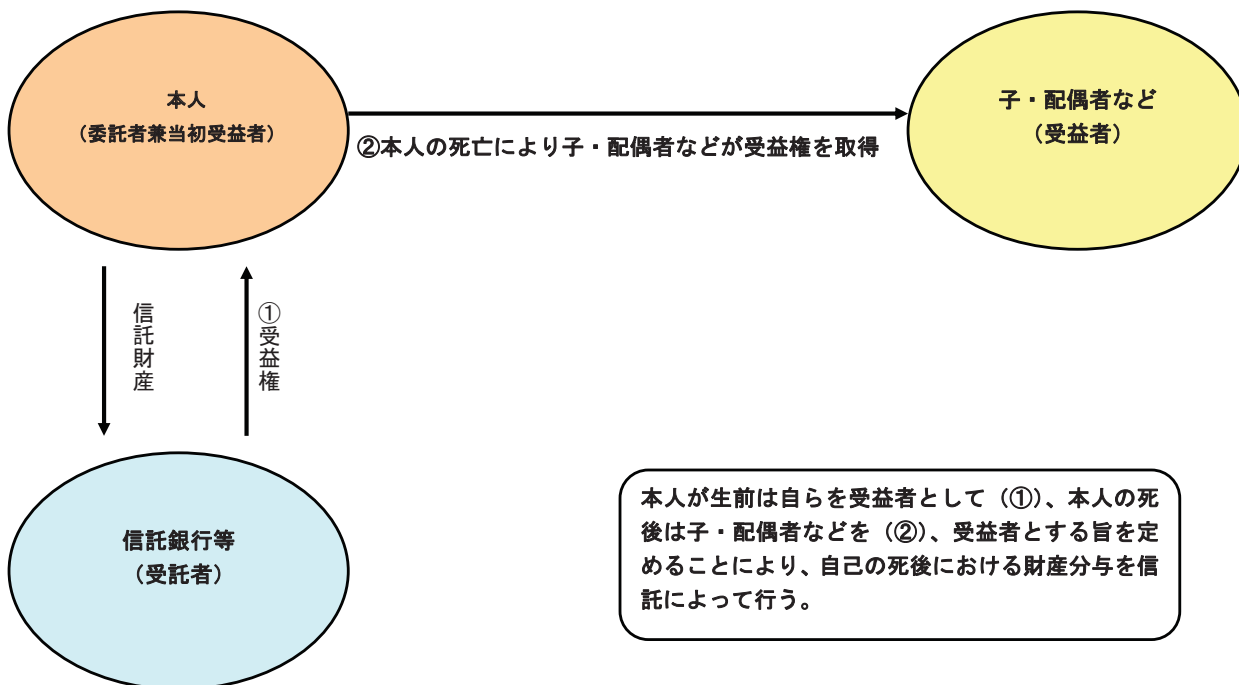 本人
（委託者兼当初受益者）
子・配偶者など
（受益者）
②本人の死亡により子・配偶者などが受益権を取得
信託財産
①受益権
信託銀行等
（受託者）
本人が生前は自らを受益者として（①）、本人の死
後は子・配偶者などを（②）、受益者とする旨を定
めることにより、自己の死後における財産分与を信
託によって行う。